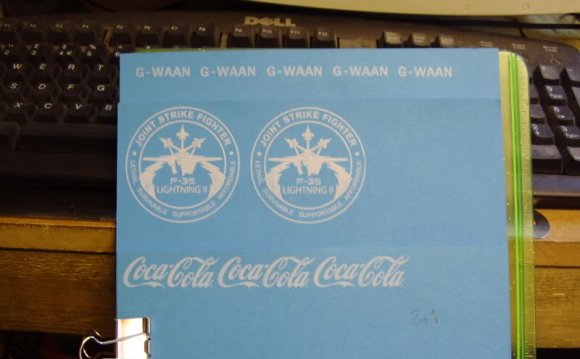 DELL
G-WAAN G-WAAN G-WAAN G-WAAN G-WAAN
JOINT STRIKE FIGHTER JOINT STRIKE FIGHTER
F-35 F-35
LIGHTNING II LIGHTNING II
LETHAL SURVIVABLE SUPPORTABLE AFFORDABLE LETHAL SURVIVABLE SUPPORTABLE AFFORDABLE
Coca-Cola Coca-Cola Coca-Cola